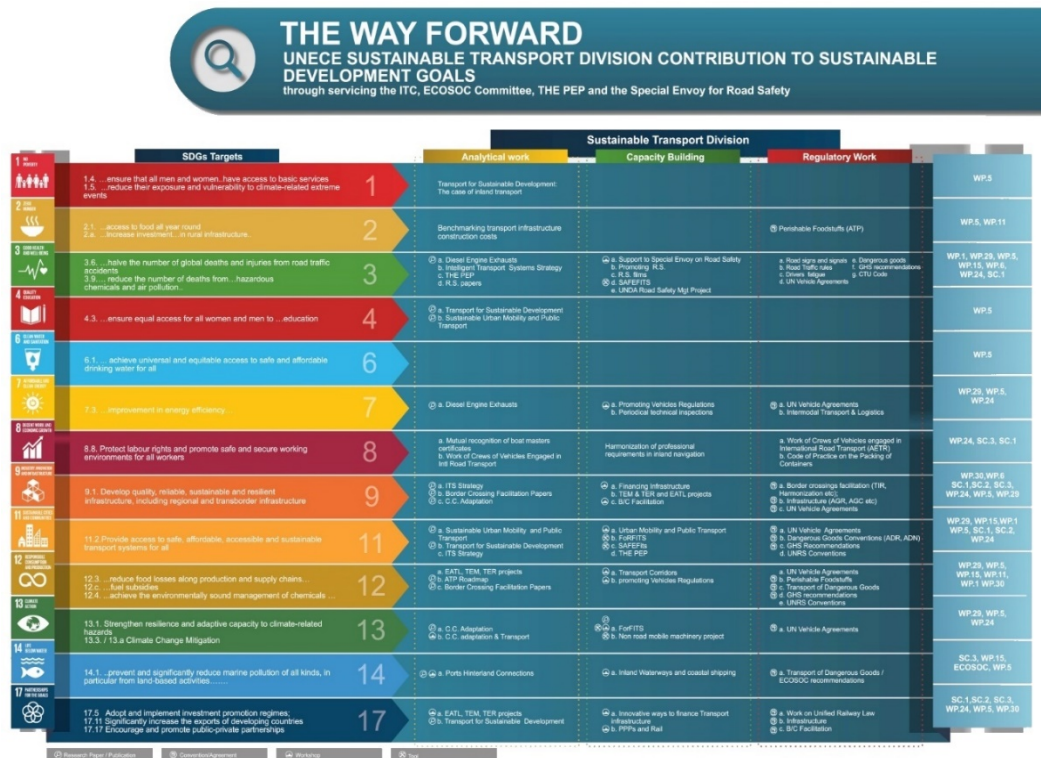 THE WAY FORWARD
UNECE SUSTAINABLE TRANSPORT DIVISION CONTRIBUTION TO SUSTAINABLE
DEVELOPMENT GOALS
through servicing the ITC, ECOSOC Committee, THE PEP and the Special Envoy for Road Safety
Sustainable Transport Division
SDGs Targets
Analytical work
Capacity Building
Regulatory Work
1
1.4. ...ensure that all men and women..have access to basic services
1.5. ...reduce their exposure and vulnerability to climate-related extreme
events
1
Transport for Sustainable Development:
The case of inland transport
WP.5
2
2.1. ...access to food all year round
2.a. ...increase investment...in rural infrastructure..
2
Benchmarking transport infrastructure
construction costs
Perishable Foodstuffs (ATP)
WP.5, WP.11
3
3.6. ...halve the number of global deaths and injuries from road traffic
accidents
3.9. .. reduce the number of deaths from...hazardous
chemicals and air pollution..
3
a. Diesel Engine Exhausts
b. Intelligent Transport Systems Strategy
c. THE PEP
d. R.S. papers
a. Support to Special Envoy on Road Safety
b. Promoting R.S.
c. R.S. films
d. SAFEFITS
e. UNDA Road Safety Mgt Project
a. Road signs and signals
b. Road Traffic rules
c. Drivers fatigue
d. UN Vehicle Agreements
e. Dangerous goods
f. GHS recommendations
g. CTU Code
WP.1, WP.29, WP.5,
WP.15, WP.6,
WP.24, SC.1
4 QUALITY
EDUCATION
4.3. ...ensure equal access for all women and men to ...education
4
a. Transport for Sustainable Development
b. Sustainable Urban Mobility and Public
Transport
WP.5
6
6.1. ... achieve universal and equitable access to safe and affordable
drinking water for all
6
WP.5
7
7.3. ...improvement in energy efficiency..
7
a. Diesel Engine Exhausts
a. Promoting Vehicles Regulations
b. Periodical technical inspections
a. UN Vehicle Agreements
b. Intermodal Transport & Logistics
WP.29, WP.5,
WP.24
8
8.8. Protect labour rights and promote safe and secure working
environments for all workers
8
a. Mutual recognition of boat masters
certificates
b. Work of Crews of Vehicles Engaged in
Intl Road Transport
Harmonization of professional
requirements in inland navigation
a. Work of Crews of Vehicles engaged in
International Road Transport (AETR)
b. Code of Practice on the Packing of
Containers
WP.24, SC.3, SC.1
9
9.1. Develop quality, reliable, sustainable and resilient
infrastructure, including regional and transborder infrastructure
9
a. ITS Strategy
b. Border Crossing Facilitation Papers
c. C.C. Adaptation
a. Financing Infrastructure
b. TEM & TER and EATL projects
c. B/C Facilitation
a. Border crossings facilitation (TIR,
Harmonization etc);
b. Infrastructure (AGR, AGC etc)
c. UN Vehicle Agreements
WP.30,WP.6
SC.1,SC.2, SC.3,
WP.24, WP.5, WP.29
11
11.2 Provide access to safe, affordable, accessible and sustainable
transport systems for all
11
a. Sustainable Urban Mobility and Public
Transport
b. Transport for Sustainable Development
c. ITS Strategy
a. Urban Mobility and Public Transport
b. FoRFITS
c. SAFEFITs
d. THE PEP
a. UN Vehicle Agreements
b. Dangerous Goods Conventions (ADR, ADN)
c. GHS Recommendations
d. UNRS Conventions
WP.29, WP.15,WP.1
WP.5, SC.1, SC.2,
WP.24
12
12.3. ...reduce food losses along production and supply chains...
12.c. ...fuel subsidies
12.4. ...achieve the environmentally sound management of chemicals ....
12
a. EATL, TEM, TER projects
b. ATP Roadmap
c. Border Crossing Facilitation Papers
a. Transport Corridors
b. promoting Vehicles Regulations
a. UN Vehicle Agreements
b. Perishable Foodstuffs
c. Transport of Dangerous Goods
d. GHS recommendations
e. UNRS Conventions
WP.29, WP.5,
WP.15, WP.11,
WP.1 WP.30
13 CLIMATE
ACTION
13.1. Strengthen resilience and adaptive capacity to climate-related
hazards
13.3. / 13.a Climate Change Mitigation
13
a. C.C. Adaptation
b. C.C. adaptation & Transport
a. ForFITS
b. Non road mobile machinery project
a. UN Vehicle Agreements
WP.29, WP.5,
WP.24
14
14.1. ..prevent and significantly reduce marine pollution of all kinds, in
particular from land-based activities........
14
a. Ports Hinterland Connections
a. Inland Waterways and coastal shipping
a. Transport of Dangerous Goods /
ECOSOC recommendations
SC.3, WP.15,
ECOSOC, WP.5
17
17.5 Adopt and implement investment promotion regimes;
17.11 Significantly increase the exports of developing countries
17.17 Encourage and promote public-private partnerships
17
a. EATL, TEM, TER projects
b. Transport for Sustainable Development
a. Innovative ways to finance Transport
infrastructure
b. PPPs and Rail
a. Work on Unified Railway Law
b. Infrastructure
c. B/C Facilitation
SC.1,SC.2, SC.3,
WP.24, WP.5, WP.30
Research Paper / Publication
Convention/Agreement
Workshop
Tool